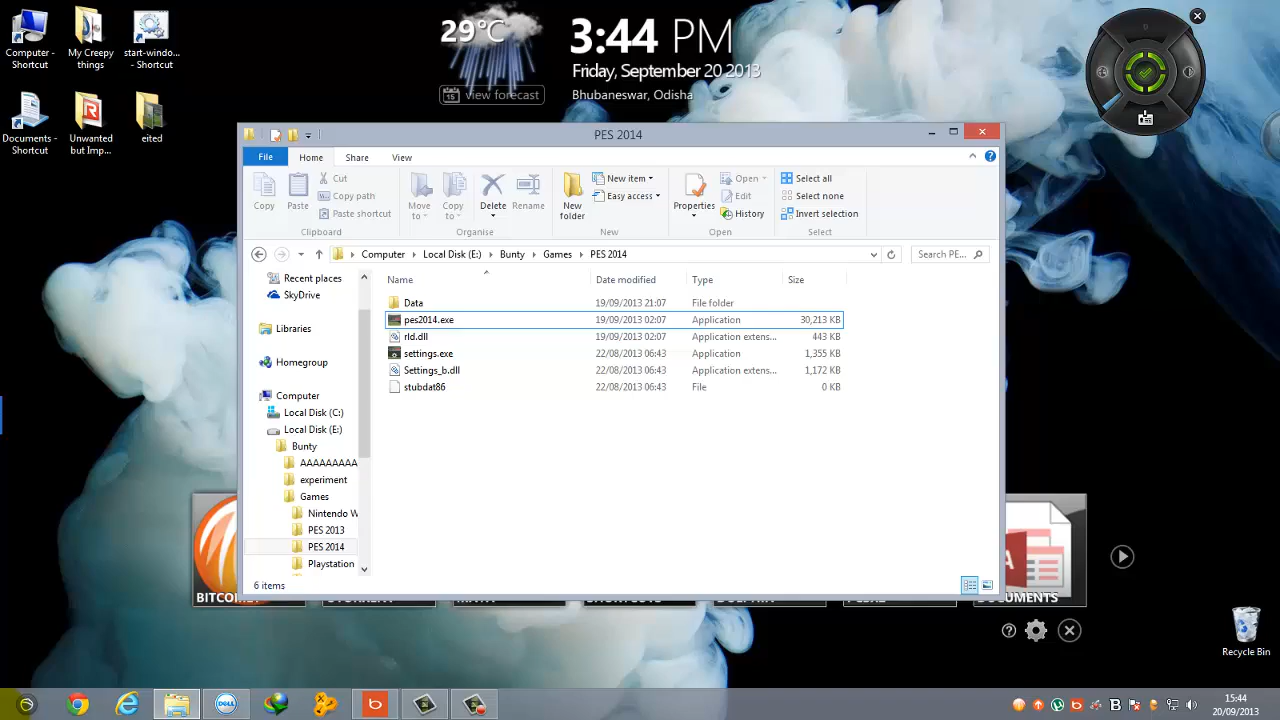 Computer - Shortcut
My Creepy things
start-windo... - Shortcut
Documents - Shortcut
Unwanted but Imp...
eited
29°C
15 view forecast
3:44 PM
Friday, September 20 2013
Bhubaneswar, Odisha
PES 2014
File Home Share View
Copy
Paste
Cut
Copy path
Paste shortcut
Clipboard
Move to
Copy to
Delete
Rename
Organise
New folder
New item
Easy access
New
Properties
Open
Edit
History
Open
Select all
Select none
Invert selection
Select
Computer Local Disk (E:) Bunty Games PES 2014
Search PE...
Recent places
SkyDrive
Libraries
Homegroup
Computer
Local Disk (C:)
Local Disk (E:)
Bunty
AAAAAAAAA
experiment
Games
Nintendo W
PES 2013
PES 2014
Playstation
Name Date modified Type Size
Data 19/09/2013 21:07 File folder
pes2014.exe 19/09/2013 02:07 Application 30,213 KB
rld.dll 19/09/2013 02:07 Application extens... 443 KB
settings.exe 22/08/2013 06:43 Application 1,355 KB
Settings_b.dll 22/08/2013 06:43 Application extens... 1,172 KB
stubdat86 22/08/2013 06:43 File 0 KB
6 items
DOCUMENTS
Recycle Bin
DELL
15:44
20/09/2013